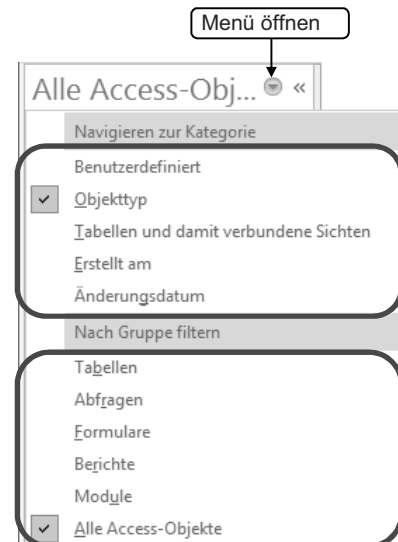 Menü öffnen
Alle Access-Obj... «
Navigieren zur Kategorie
Benutzerdefiniert
Objekttyp
Tabellen und damit verbundene Sichten
Erstellt am
Änderungsdatum
Nach Gruppe filtern
Tabellen
Abfragen
Formulare
Berichte
Module
Alle Access-Objekte